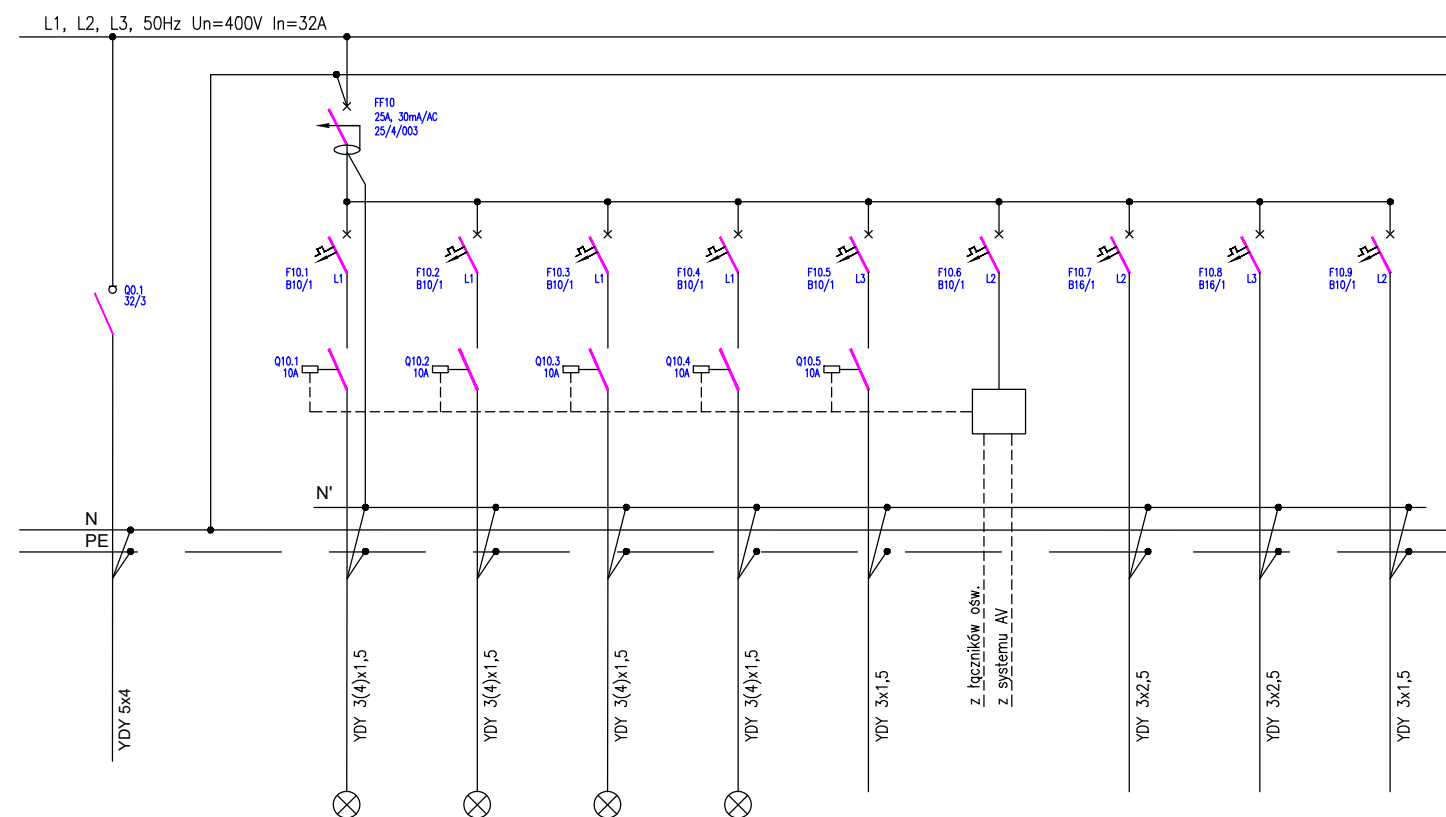 L1, L2, L3, 50Hz Un=400V In=32A
FF10
25A, 30mA/AC
25/4/003
Q0.1
32/3
F10.1
B10/1
L1
F10.2
B10/1
L1
F10.3
B10/1
L1
F10.4
B10/1
L1
F10.5
B10/1
L3
F10.6
B10/1
L2
F10.7
B16/1
L2
F10.8
B16/1
L3
F10.9
B10/1
L2
Q10.1
10A
Q10.2
10A
Q10.3
10A
Q10.4
10A
Q10.5
10A
N'
N
PE
YDY 5x4
YDY 3(4)x1,5
YDY 3(4)x1,5
YDY 3(4)x1,5
YDY 3(4)x1,5
YDY 3x1,5
z łączników ośw.
z systemu AV
YDY 3x2,5
YDY 3x2,5
YDY 3x1,5